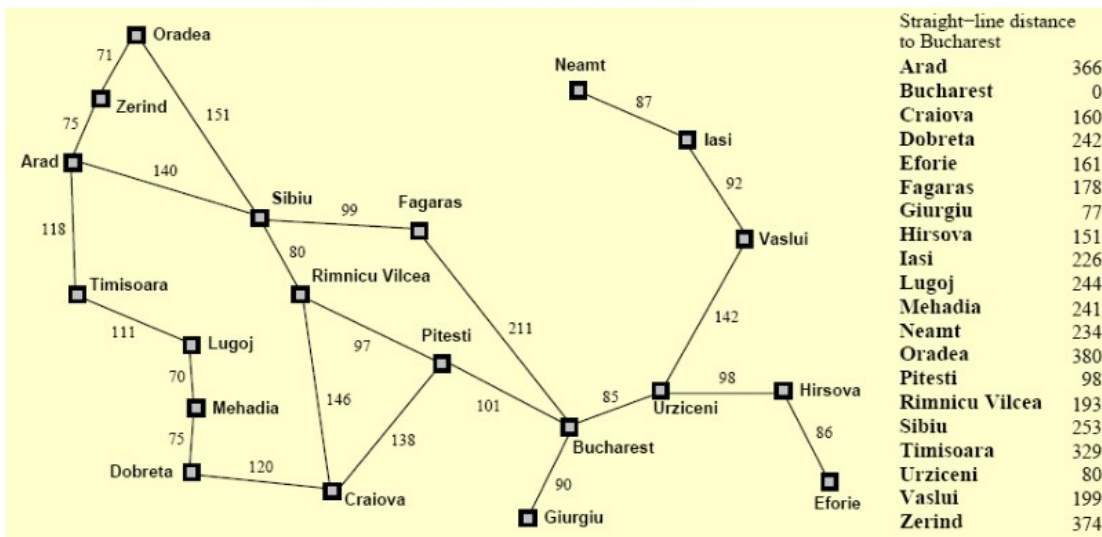 Oradea
71
Neamt
Zerind
87
151
75
Iasi
Arad
140
92
Sibiu
Fagaras
99
118
Vaslui
80
Rimnicu Vilcea
Timisoara
142
111
211
Pitesti
Lugoj
97
70
98
Hirsova
85
146
101
Urziceni
Mehadia
86
138
Bucharest
75
120
Dobreta
90
Craiova
Eforie
Giurgiu
Straight−line distance
to Bucharest
Arad 366
Bucharest 0
Craiova 160
Dobreta 242
Eforie 161
Fagaras 178
Giurgiu 77
Hirsova 151
Iasi 226
Lugoj 244
Mehadia 241
Neamt 234
Oradea 380
Pitesti 98
Rimnicu Vilcea 193
Sibiu 253
Timisoara 329
Urziceni 80
Vaslui 199
Zerind 374